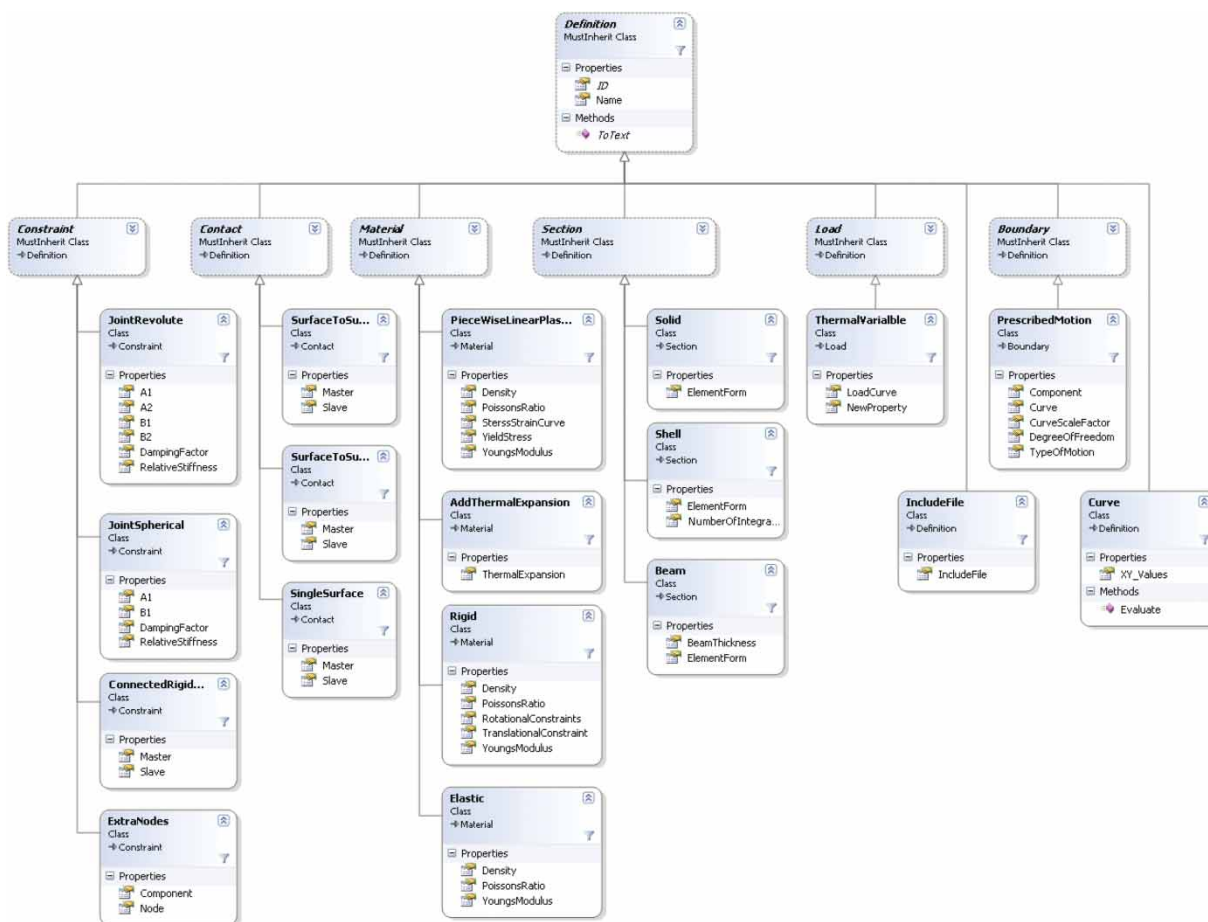 Definition
MustInherit Class
Properties
ID
Name
Methods
ToText
Constraint
MustInherit Class
Definition
Contact
MustInherit Class
Definition
Material
MustInherit Class
Definition
Section
MustInherit Class
Definition
Load
MustInherit Class
Definition
Boundary
MustInherit Class
Definition
JointRevolute
Class
Constraint
Properties
A1
A2
B1
B2
DampingFactor
RelativeStiffness
JointSpherical
Class
Constraint
Properties
A1
B1
DampingFactor
RelativeStiffness
ConnectedRigid...
Class
Constraint
Properties
Master
Slave
ExtraNodes
Class
Constraint
Properties
Component
Node
SurfaceToSu...
Class
Contact
Properties
Master
Slave
SurfaceToSu...
Class
Contact
Properties
Master
Slave
SingleSurface
Class
Contact
Properties
Master
Slave
PieceWiseLinearPlas...
Class
Material
Properties
Density
PoissonsRatio
SterssStrainCurve
YieldStress
YoungsModulus
AddThermalExpansion
Class
Material
Properties
ThermalExpansion
Rigid
Class
Material
Properties
Density
PoissonsRatio
RotationalConstraints
TranslationalConstraint
YoungsModulus
Elastic
Class
Material
Properties
Density
PoissonsRatio
YoungsModulus
Solid
Class
Section
Properties
ElementForm
Shell
Class
Section
Properties
ElementForm
NumberOfIntegra...
Beam
Class
Section
Properties
BeamThickness
ElementForm
ThermalVarialble
Class
Load
Properties
LoadCurve
NewProperty
PrescribedMotion
Class
Boundary
Properties
Component
Curve
CurveScaleFactor
DegreeOfFreedom
TypeOfMotion
IncludeFile
Class
Definition
Properties
IncludeFile
Curve
Class
Definition
Properties
XY_Values
Methods
Evaluate